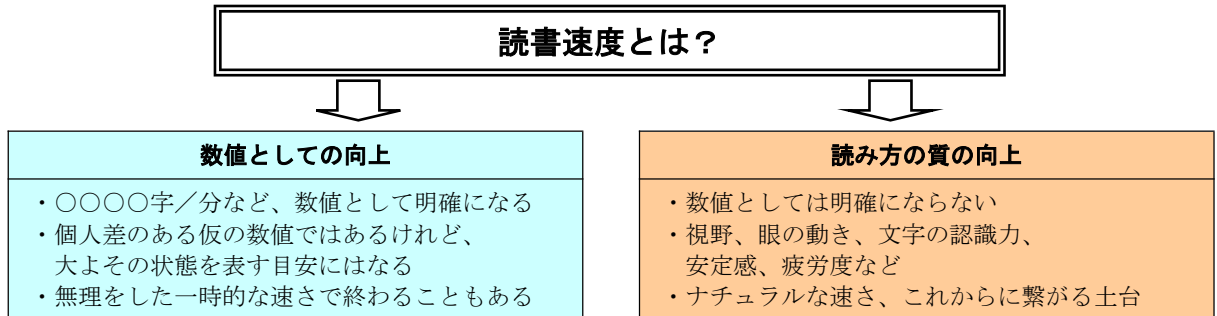 読書速度とは？
数値としての向上
・〇〇〇〇字／分など、数値として明確になる
・個人差のある仮の数値ではあるけれど、
大よその状態を表す目安にはなる
・無理をした一時的な速さで終わることもある
読み方の質の向上
・数値としては明確にならない
・視野、眼の動き、文字の認識力、
安定感、疲労度など
・ナチュラルな速さ、これからに繋がる土台